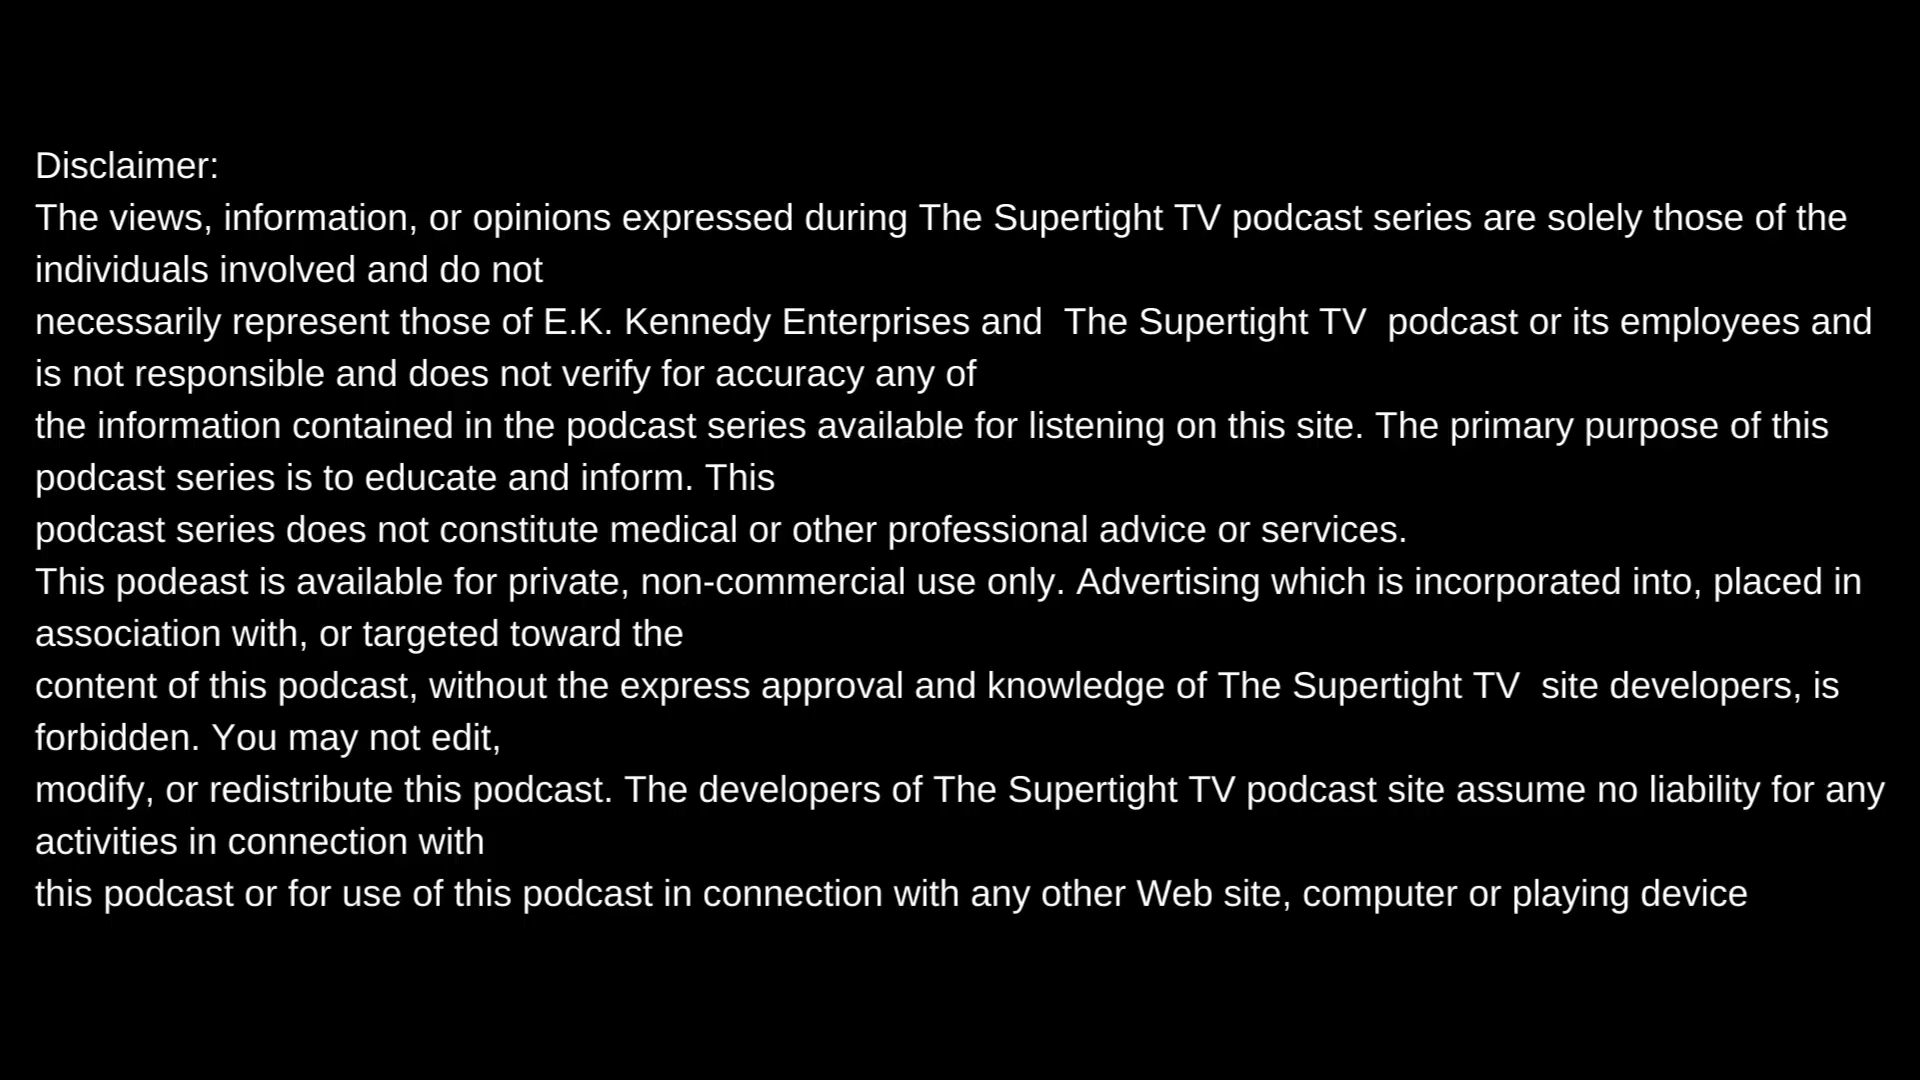 Disclaimer:
The views, information, or opinions expressed during The Supertight TV podcast series are solely those of the
individuals involved and do not
necessarily represent those of E.K. Kennedy Enterprises and  The Supertight TV  podcast or its employees and
is not responsible and does not verify for accuracy any of
the information contained in the podcast series available for listening on this site. The primary purpose of this
podcast series is to educate and inform. This
podcast series does not constitute medical or other professional advice or services.
This podeast is available for private, non-commercial use only. Advertising which is incorporated into, placed in
association with, or targeted toward the
content of this podcast, without the express approval and knowledge of The Supertight TV  site developers, is
forbidden. You may not edit,
modify, or redistribute this podcast. The developers of The Supertight TV podcast site assume no liability for any
activities in connection with
this podcast or for use of this podcast in connection with any other Web site, computer or playing device